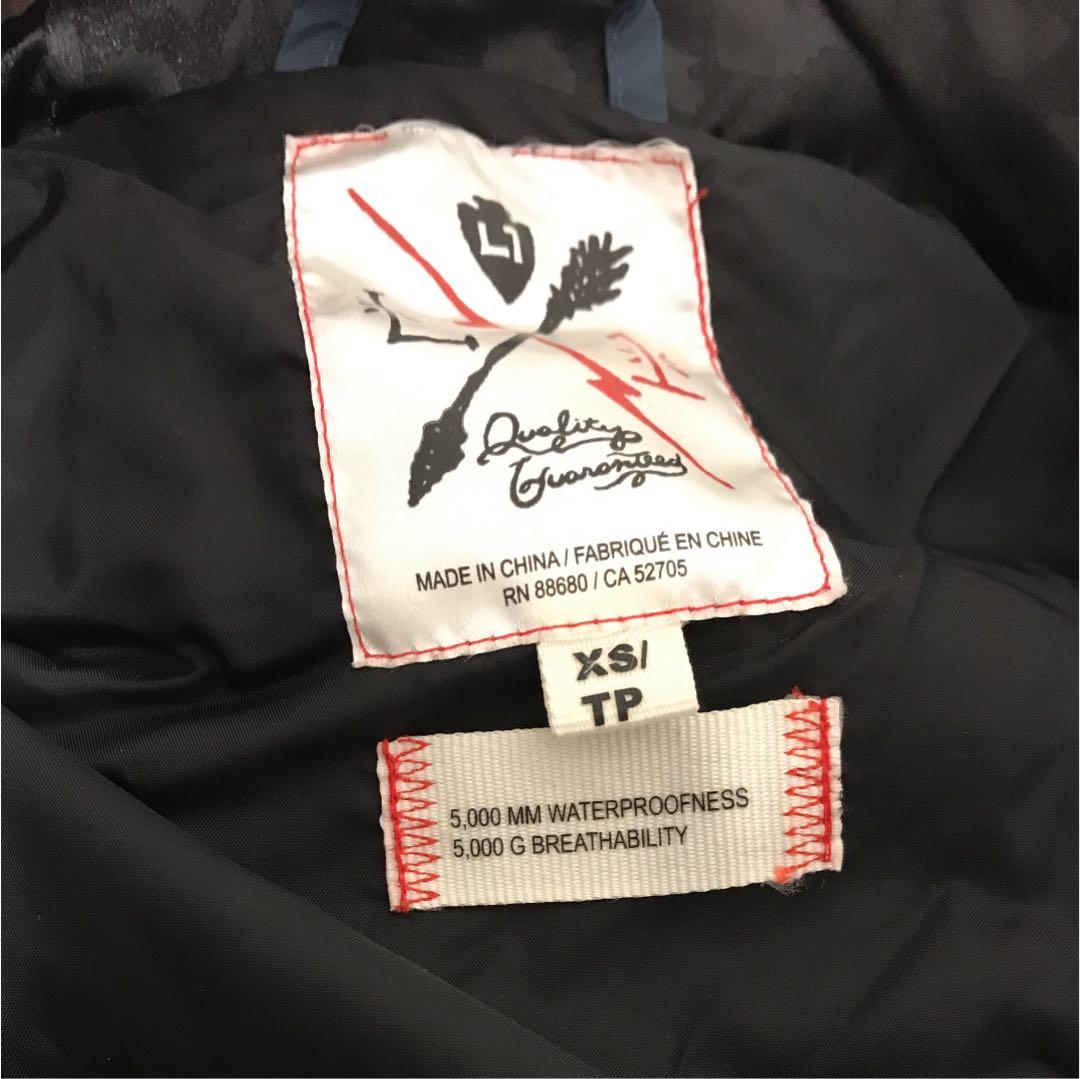 LJ
Quality
Guaranteed
MADE IN CHINA / FABRIQUÉ EN CHINE
RN 88680 / CA 52705
XS/
TP
5,000 MM WATERPROOFNESS
5,000 G BREATHABILITY